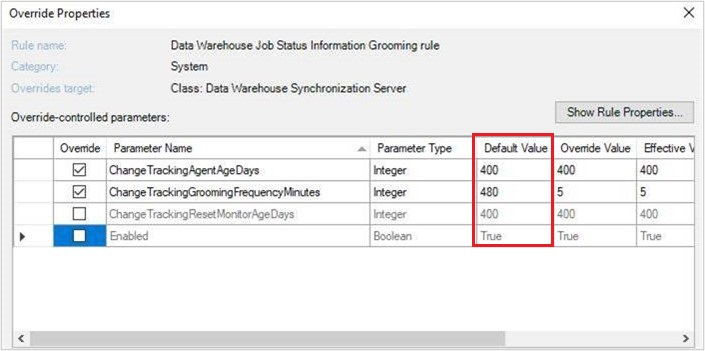 Override Properties
Rule name: Data Warehouse Job Status Information Grooming rule
Category: System
Overrides target: Class: Data Warehouse Synchronization Server
Override-controlled parameters: Show Rule Properties...
Override Parameter Name Parameter Type Default Value Override Value Effective V
ChangeTrackingAgentAgeDays Integer 400 400 400
ChangeTrackingGroomingFrequencyMinutes Integer 480 5 5
ChangeTrackingResetMonitorAgeDays Integer 400 400 400
Enabled Boolean True True True